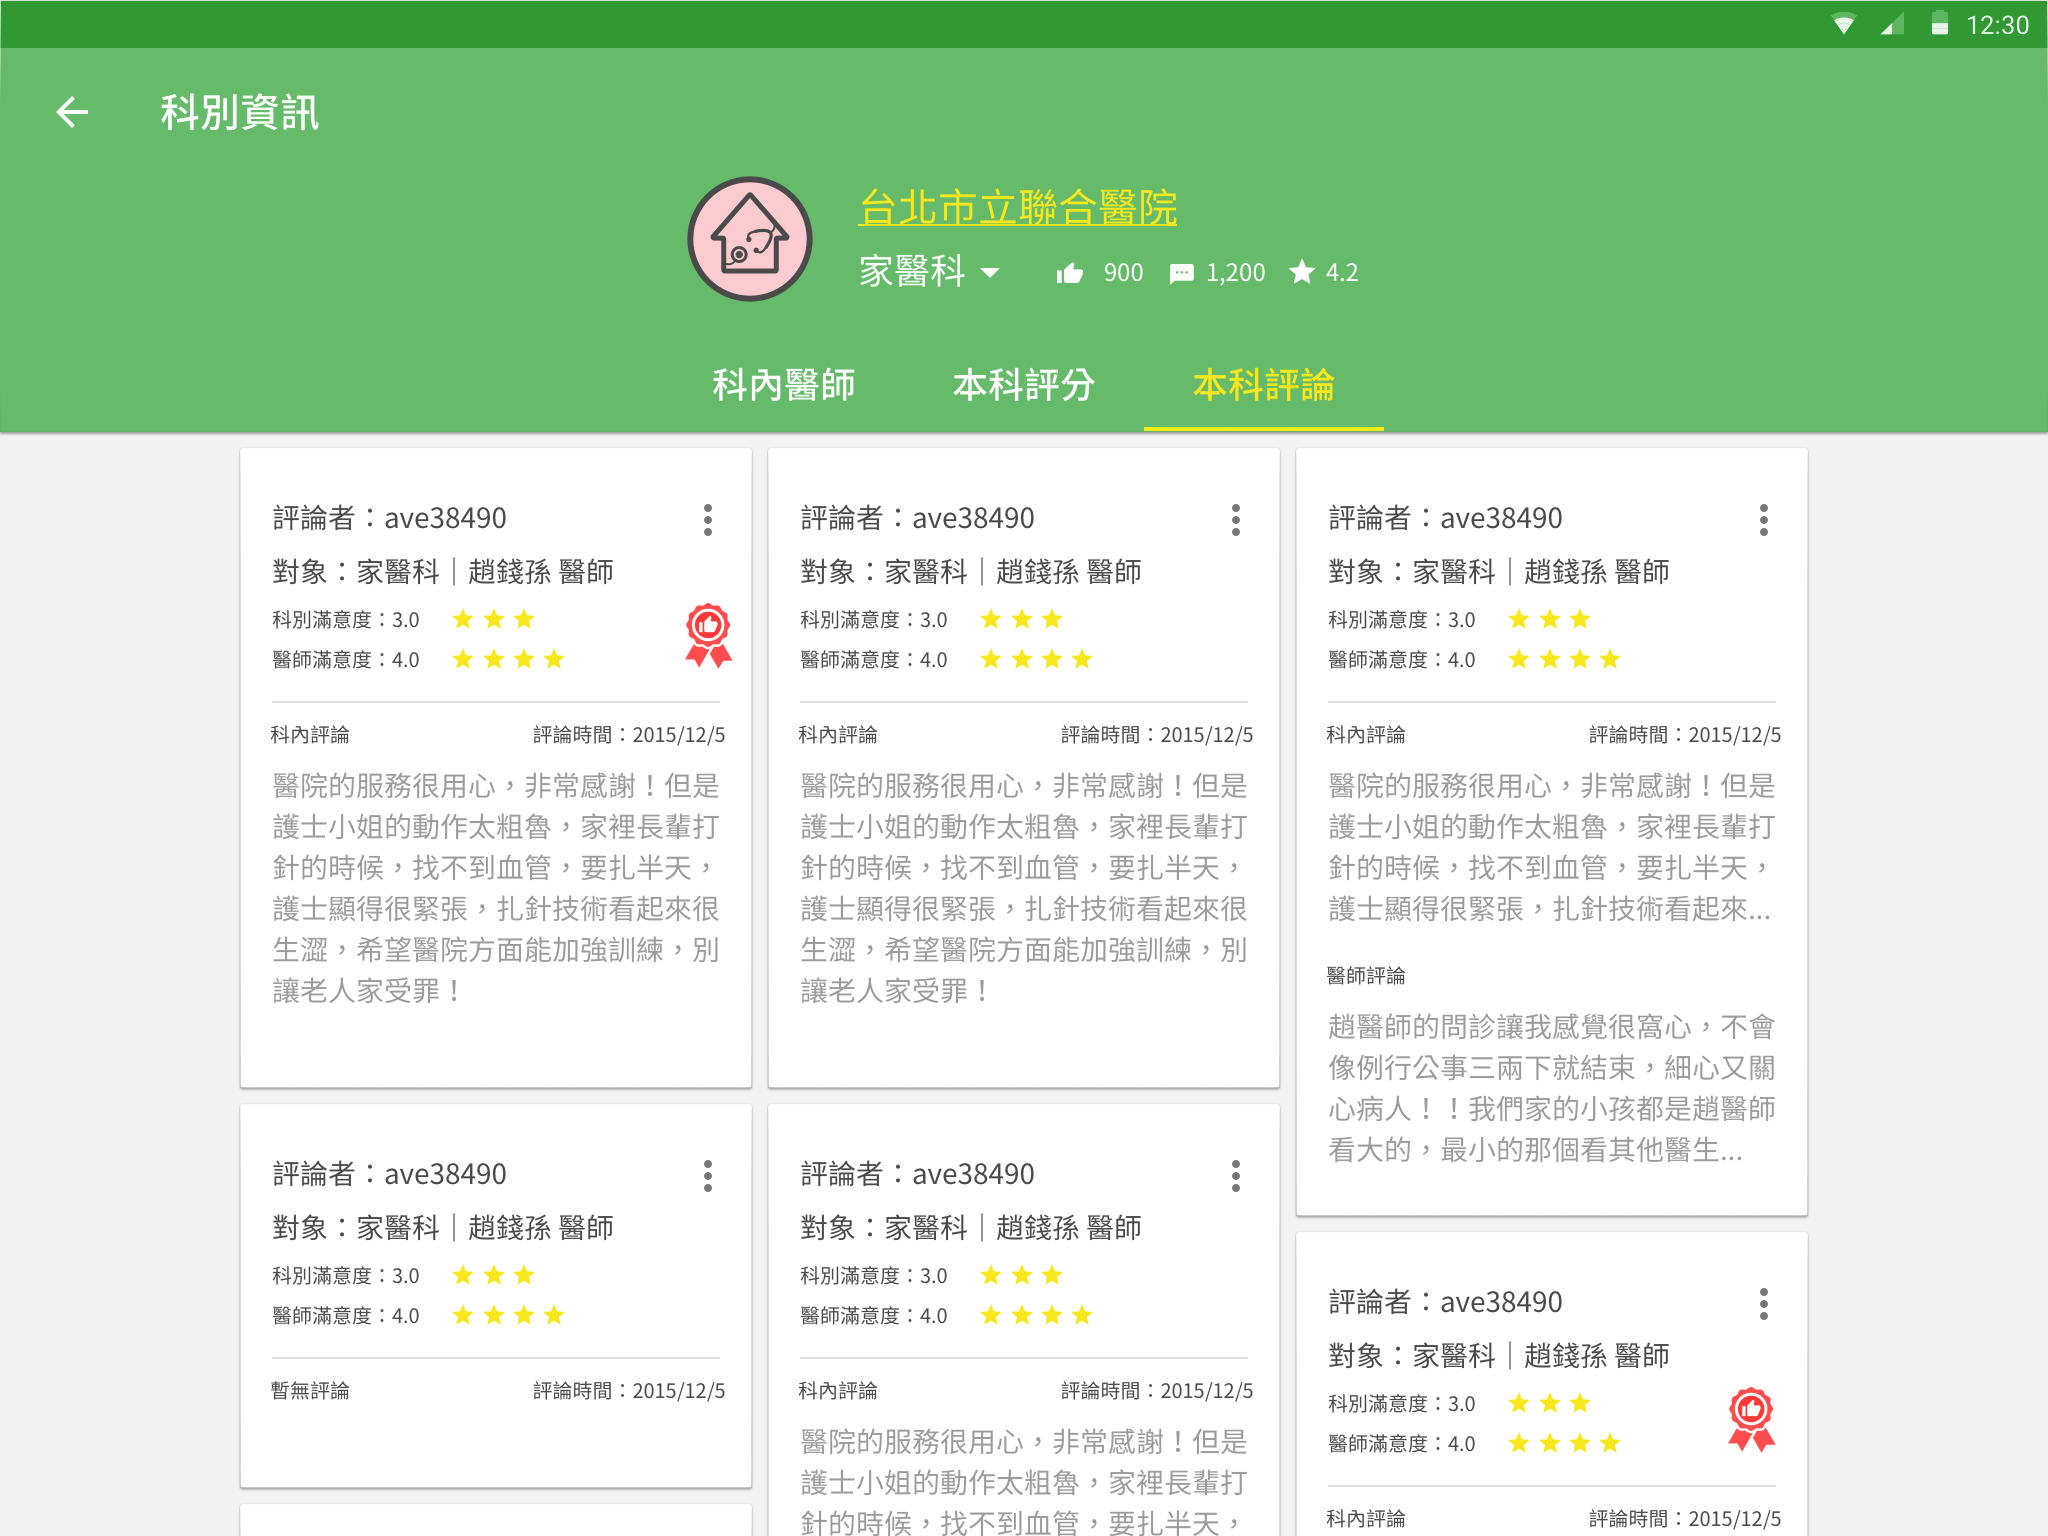 12:30
科別資訊
台北市立聯合醫院
家醫科 900 1,200 4.2
科內醫師 本科評分 本科評論
評論者：ave38490
對象：家醫科｜趙錢孫 醫師
科別滿意度：3.0
醫師滿意度：4.0
科內評論 評論時間：2015/12/5
醫院的服務很用心，非常感謝！但是
護士小姐的動作太粗魯，家裡長輩打
針的時候，找不到血管，要扎半天，
護士顯得很緊張，扎針技術看起來很
生澀，希望醫院方面能加強訓練，別
讓老人家受罪！
評論者：ave38490
對象：家醫科｜趙錢孫 醫師
科別滿意度：3.0
醫師滿意度：4.0
科內評論 評論時間：2015/12/5
醫院的服務很用心，非常感謝！但是
護士小姐的動作太粗魯，家裡長輩打
針的時候，找不到血管，要扎半天，
護士顯得很緊張，扎針技術看起來很
生澀，希望醫院方面能加強訓練，別
讓老人家受罪！
評論者：ave38490
對象：家醫科｜趙錢孫 醫師
科別滿意度：3.0
醫師滿意度：4.0
科內評論 評論時間：2015/12/5
醫院的服務很用心，非常感謝！但是
護士小姐的動作太粗魯，家裡長輩打
針的時候，找不到血管，要扎半天，
護士顯得很緊張，扎針技術看起來...
醫師評論
趙醫師的問診讓我感覺很窩心，不會
像例行公事三兩下就結束，細心又關
心病人！！我們家的小孩都是趙醫師
看大的，最小的那個看其他醫生...
評論者：ave38490
對象：家醫科｜趙錢孫 醫師
科別滿意度：3.0
醫師滿意度：4.0
暫無評論 評論時間：2015/12/5
評論者：ave38490
對象：家醫科｜趙錢孫 醫師
科別滿意度：3.0
醫師滿意度：4.0
科內評論 評論時間：2015/12/5
醫院的服務很用心，非常感謝！但是
護士小姐的動作太粗魯，家裡長輩打
針的時候，找不到血管，要扎半天，
評論者：ave38490
對象：家醫科｜趙錢孫 醫師
科別滿意度：3.0
醫師滿意度：4.0
科內評論 評論時間：2015/12/5